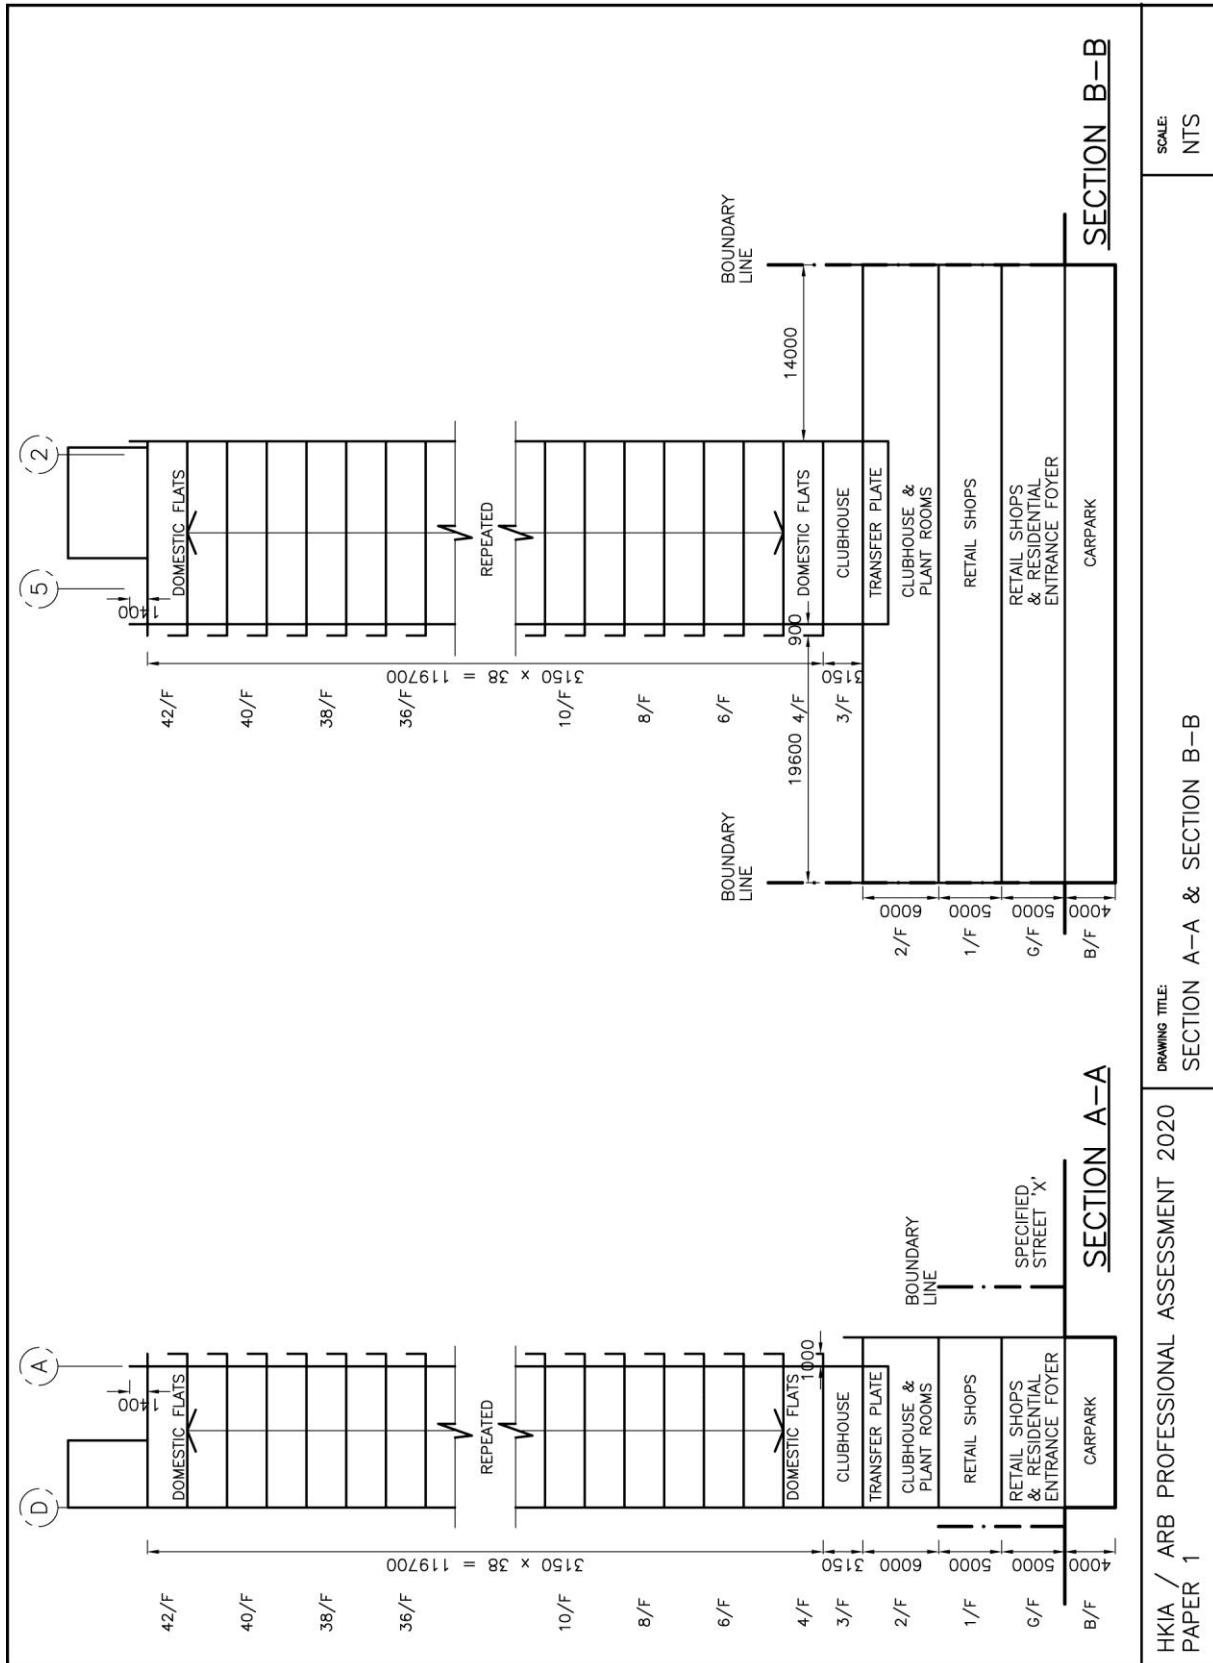 D
A
1400
42/F
40/F
38/F
36/F
10/F
8/F
6/F
4/F
3/F
2/F
1/F
G/F
B/F
3150 x 38 = 119700
3150
6000
5000
5000
4000
DOMESTIC FLATS
REPEATED
DOMESTIC FLATS
1000
CLUBHOUSE
TRANSFER PLATE
CLUBHOUSE &
PLANT ROOMS
RETAIL SHOPS
RETAIL SHOPS
& RESIDENTIAL
ENTRANCE FOYER
CARPARK
BOUNDARY
LINE
SPECIFIED
STREET 'X'
SECTION A-A
5
2
1400
42/F
40/F
38/F
36/F
10/F
8/F
6/F
4/F
3/F
2/F
1/F
G/F
B/F
3150 x 38 = 119700
3150
6000
5000
5000
4000
BOUNDARY
LINE
19600
900
14000
BOUNDARY
LINE
DOMESTIC FLATS
REPEATED
DOMESTIC FLATS
CLUBHOUSE
TRANSFER PLATE
CLUBHOUSE &
PLANT ROOMS
RETAIL SHOPS
RETAIL SHOPS
& RESIDENTIAL
ENTRANCE FOYER
CARPARK
SECTION B-B
HKIA / ARB PROFESSIONAL ASSESSMENT 2020
PAPER 1
DRAWING TITLE:
SECTION A-A & SECTION B-B
SCALE:
NTS